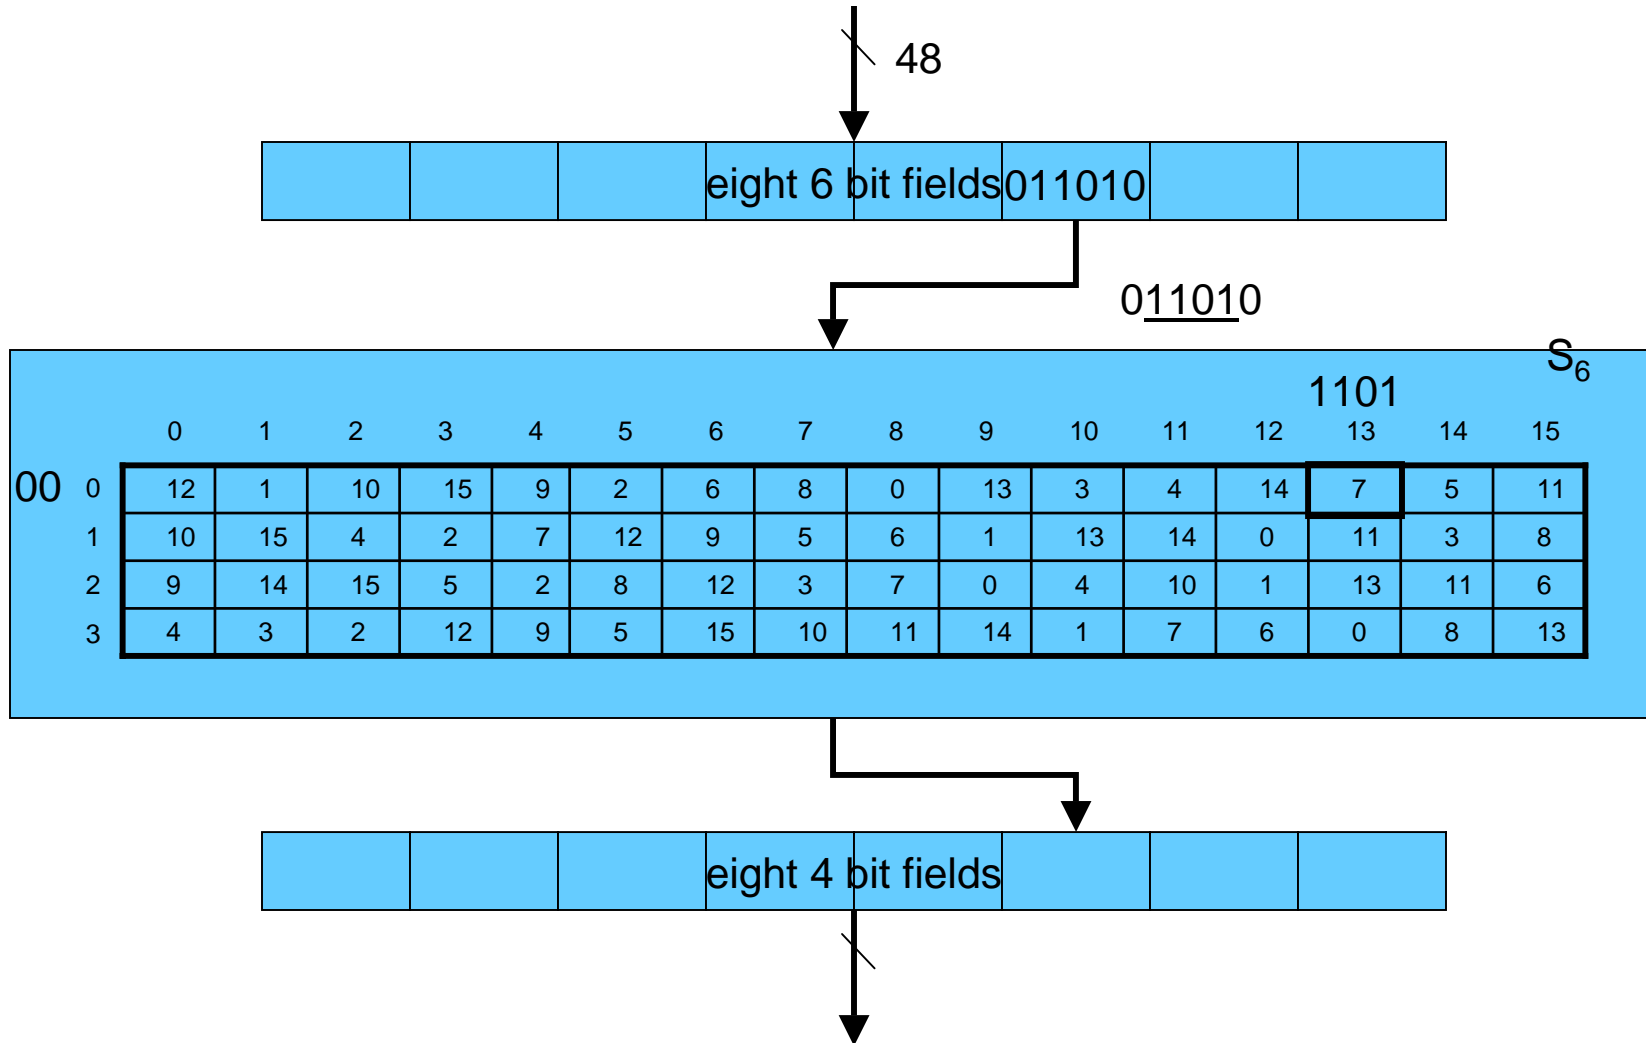 48
eight 6 bit fields 011010
011010
S6
1101
0 1 2 3 4 5 6 7 8 9 10 11 12 13 14 15
00 0 12 1 10 15 9 2 6 8 0 13 3 4 14 7 5 11
1 10 15 4 2 7 12 9 5 6 1 13 14 0 11 3 8
2 9 14 15 5 2 8 12 3 7 0 4 10 1 13 11 6
3 4 3 2 12 9 5 15 10 11 14 1 7 6 0 8 13
eight 4 bit fields